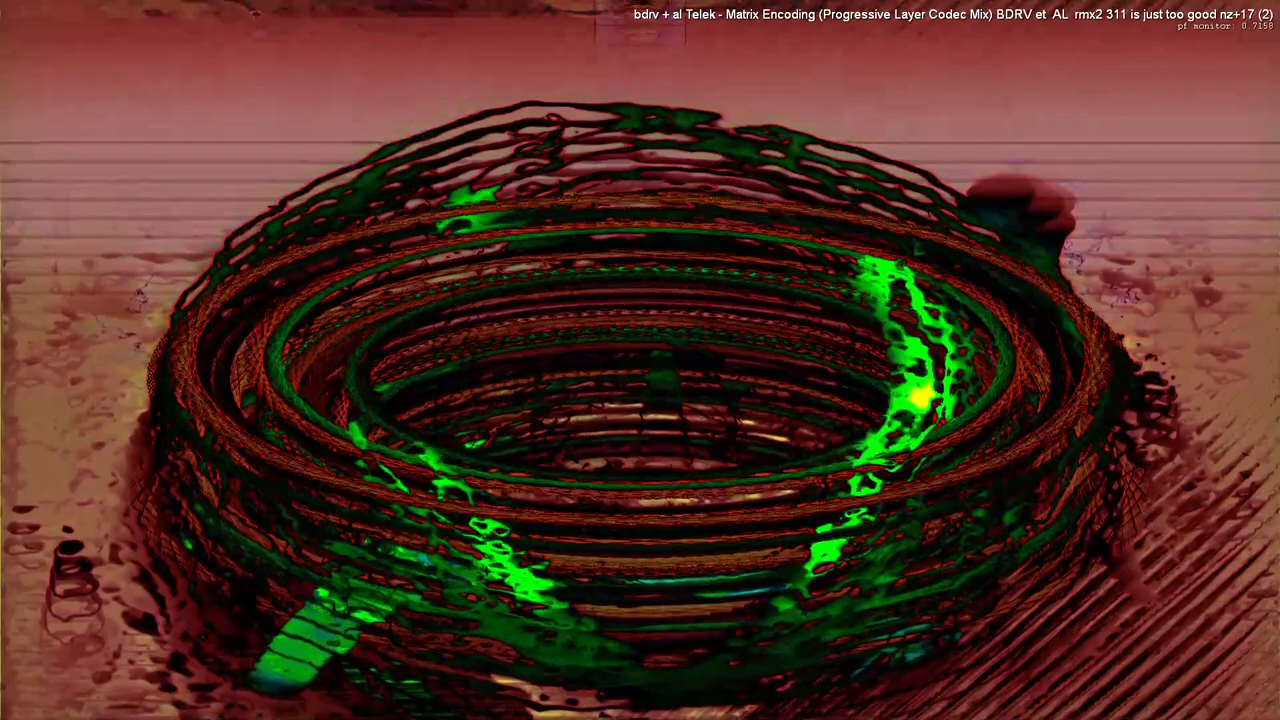 bdrv + al Telek - Matrix Encoding (Progressive Layer Codec Mix) BDRV et  AL  rmx2 311 is just too good nz+17 (2)
pf monitor: 0.7158